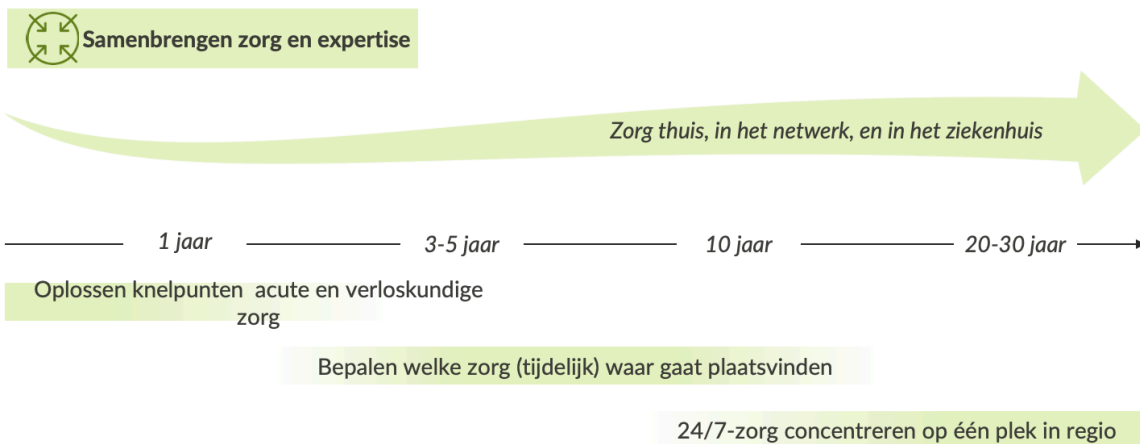 Samenbrengen zorg en expertise
Zorg thuis, in het netwerk, en in het ziekenhuis
1 jaar
3-5 jaar
10 jaar
20-30 jaar
Oplossen knelpunten acute en verloskundige
zorg
Bepalen welke zorg (tijdelijk) waar gaat plaatsvinden
24/7-zorg concentreren op één plek in regio